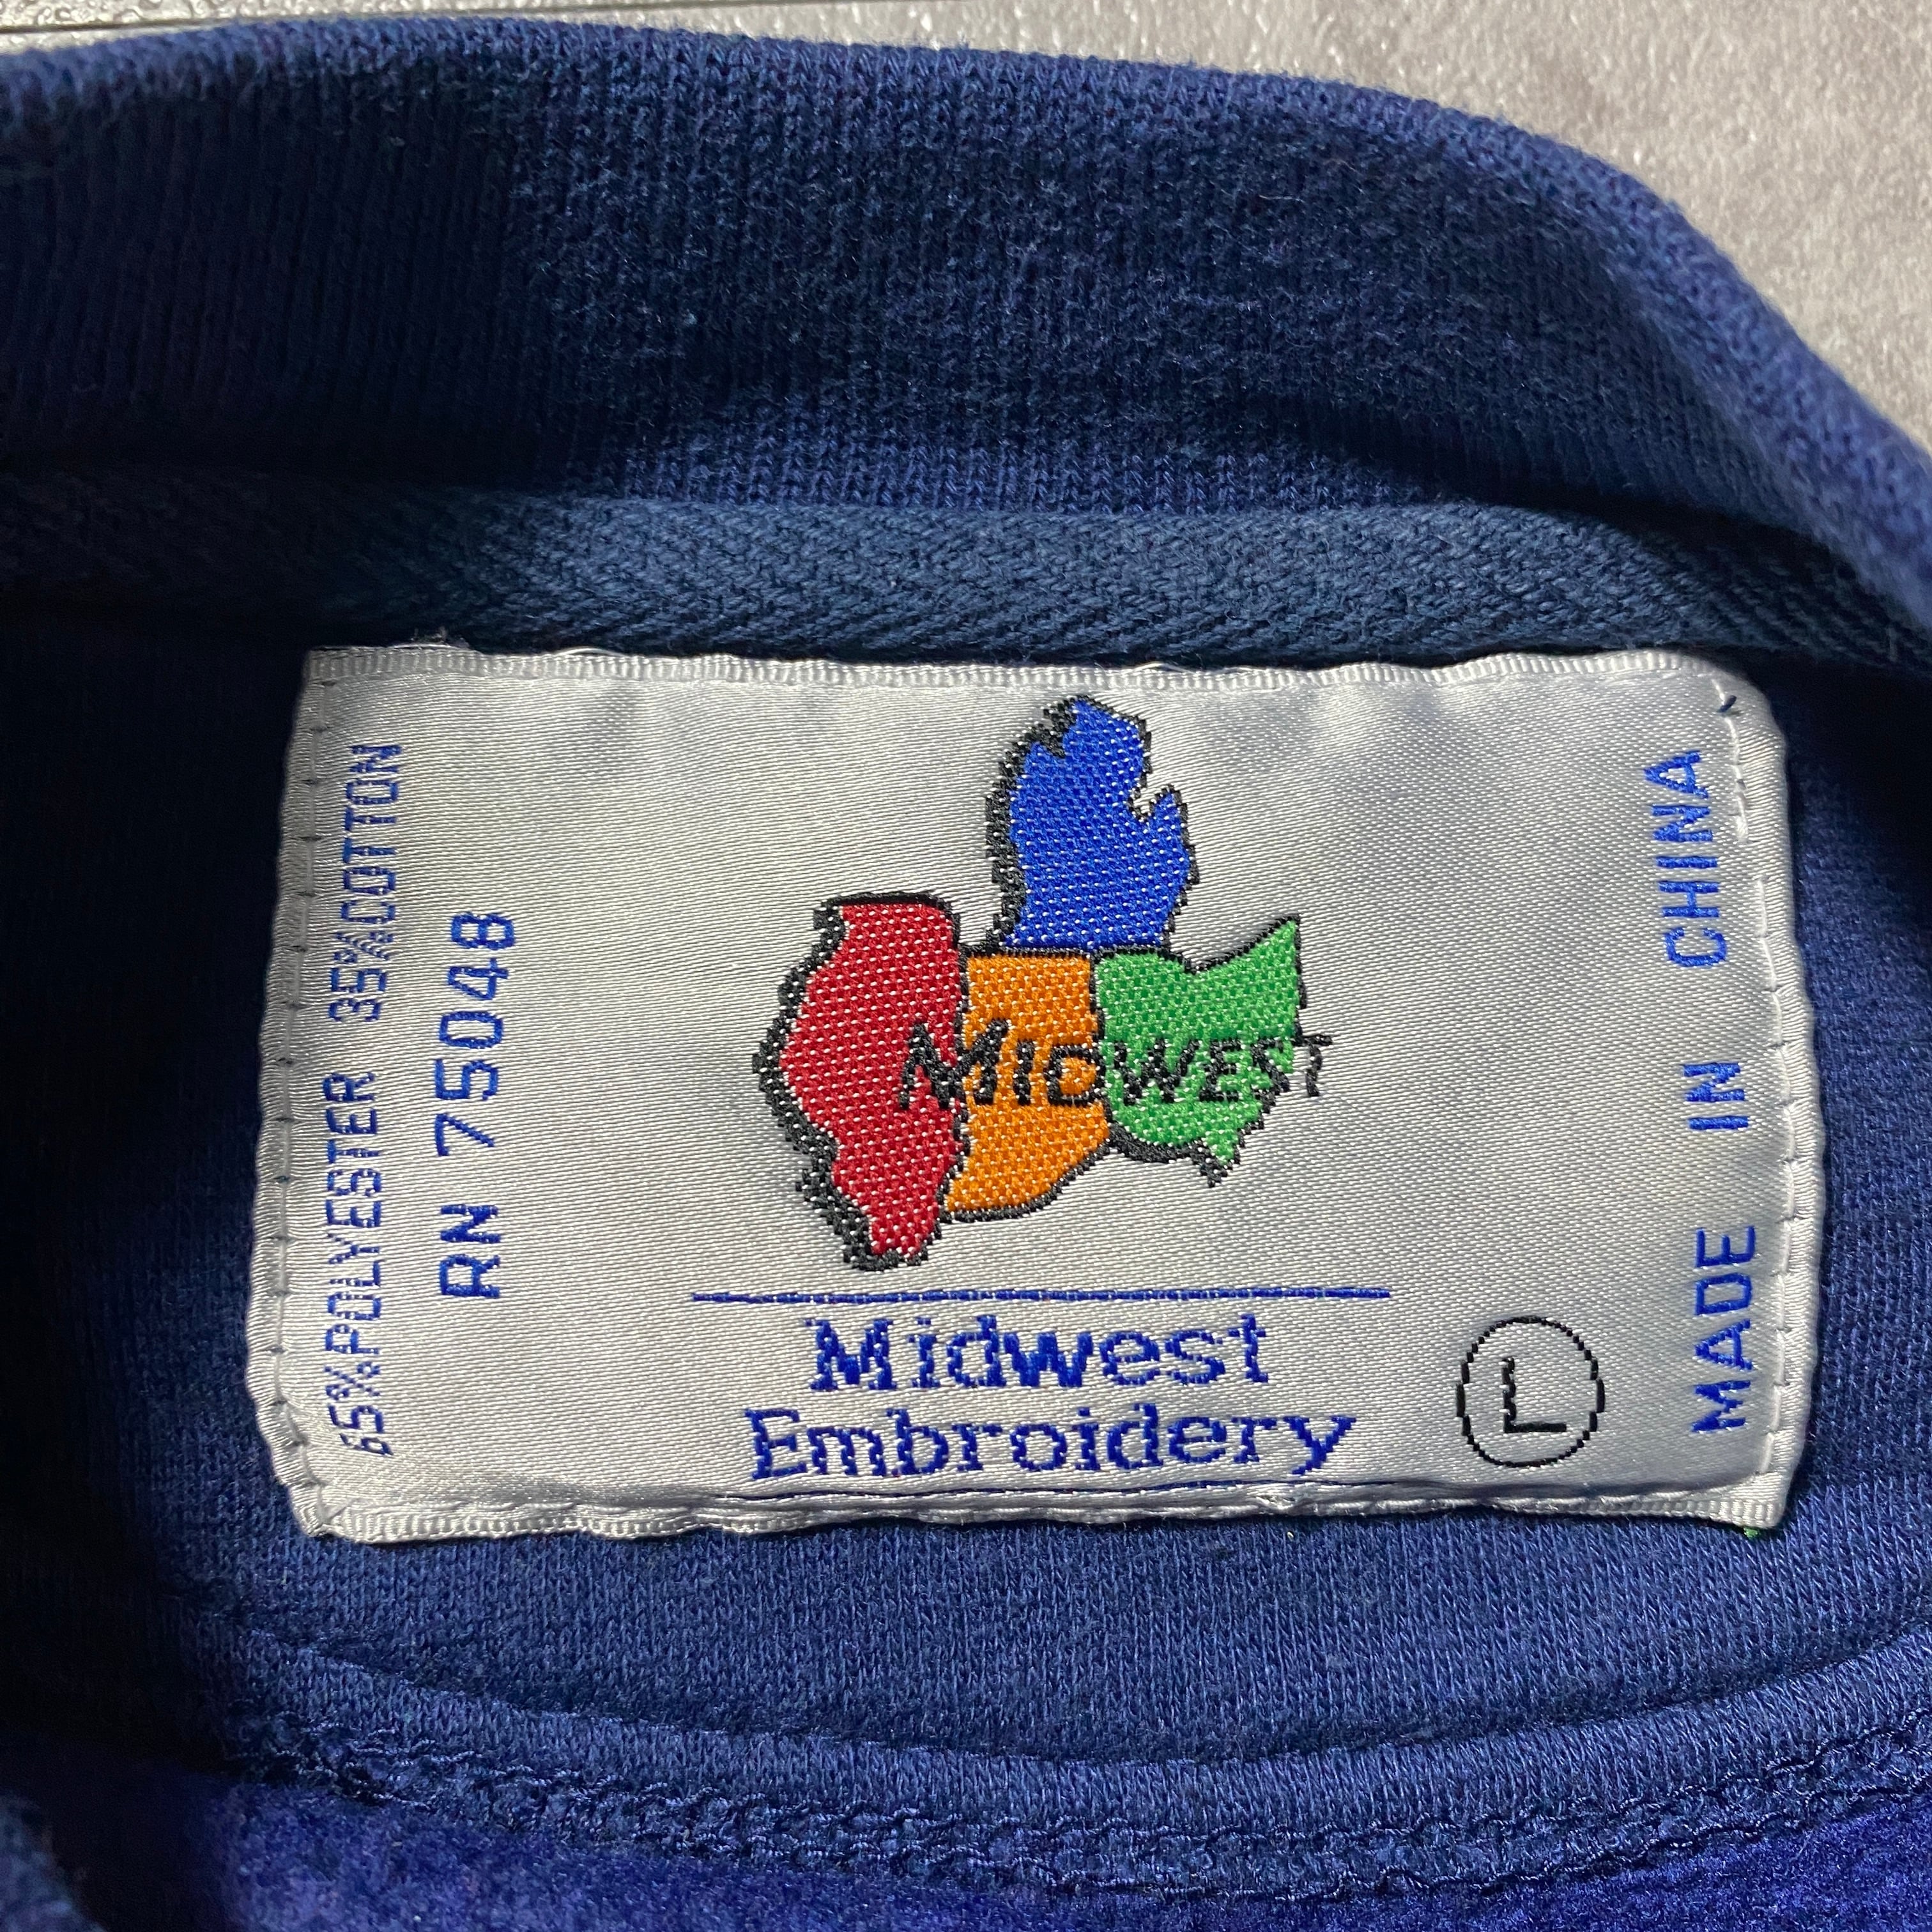 65%POLYESTER 35%COTTON
RN 75048
MIDWEST
Midwest
Embroidery
L
MADE IN CHINA